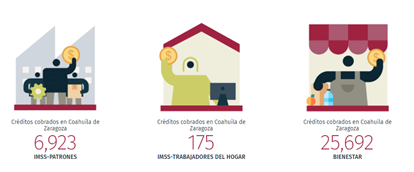 Créditos cobrados en Coahuila de
Zaragoza
6,923
IMSS-PATRONES
Créditos cobrados en Coahuila de
Zaragoza
175
IMSS-TRABAJADORES DEL HOGAR
Créditos cobrados en Coahuila de
Zaragoza
25,692
BIENESTAR